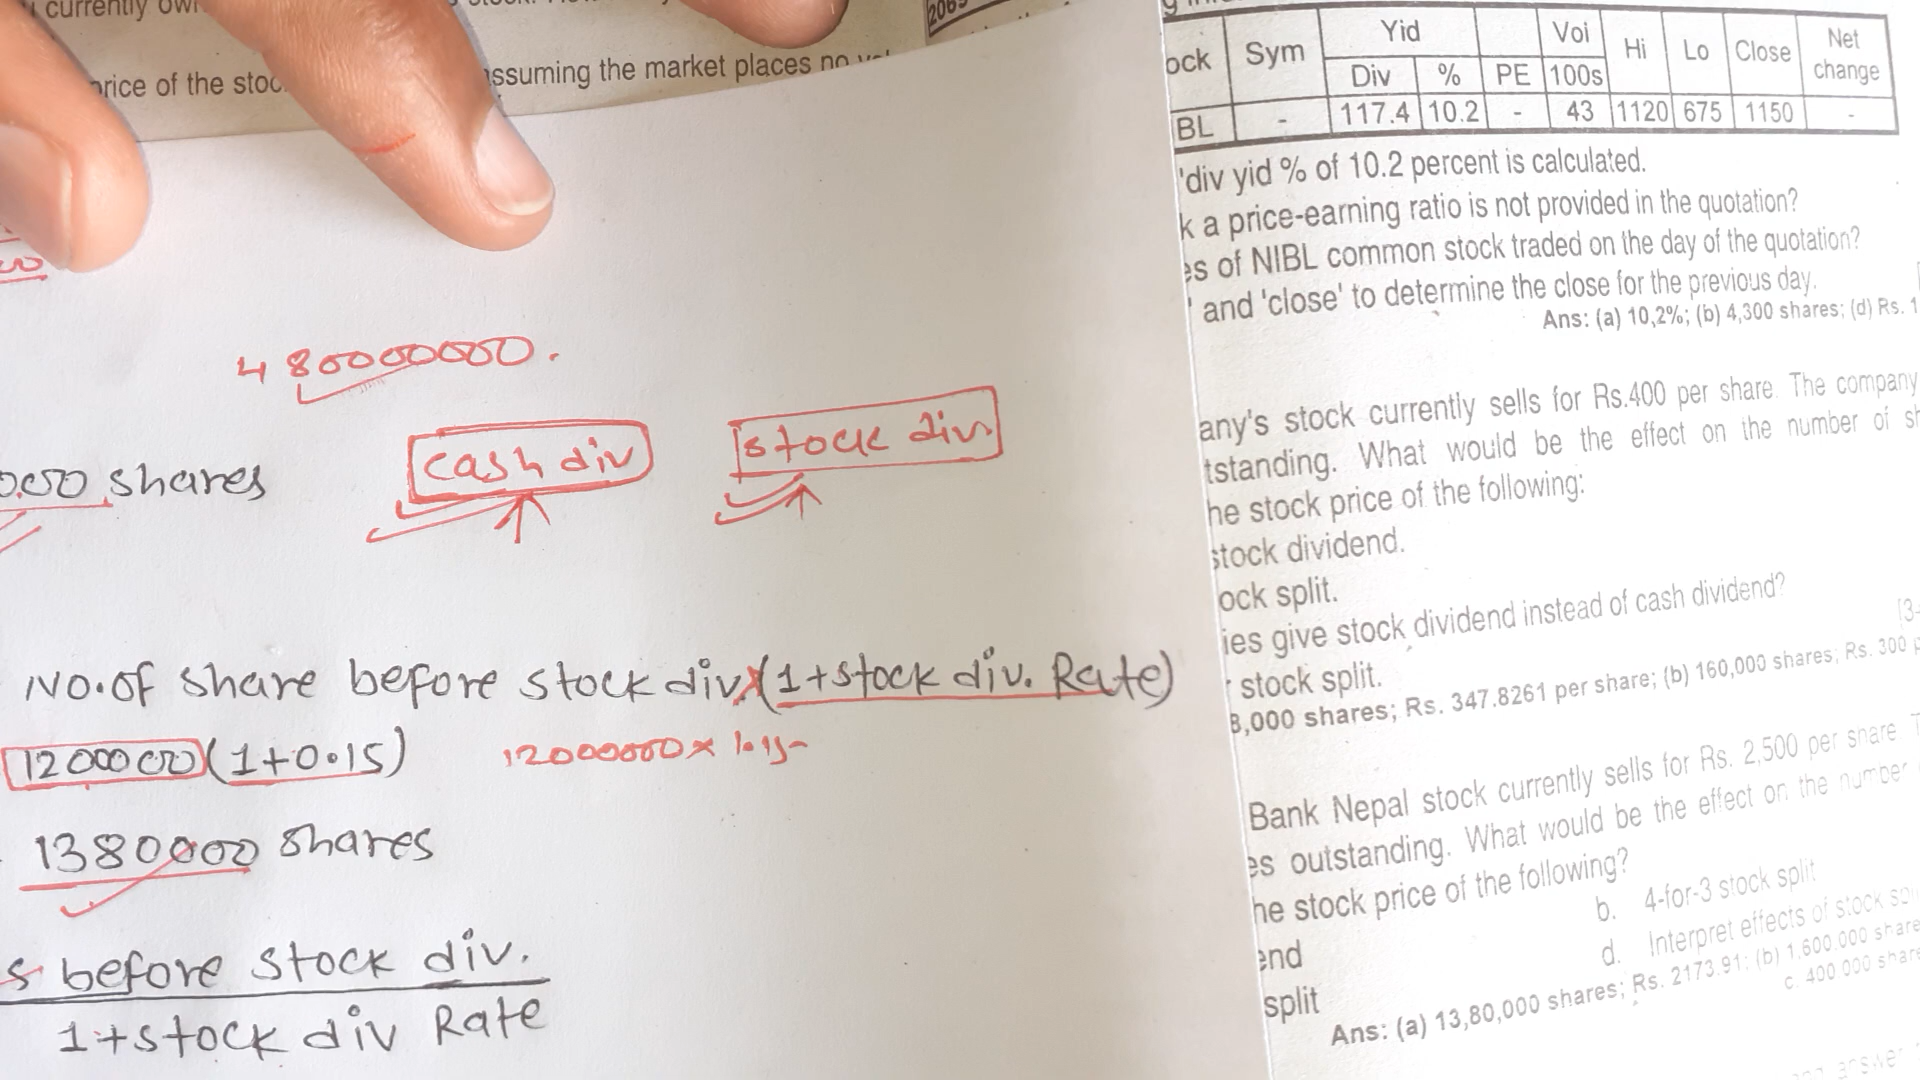 currently
price of the stoc
assuming the market places no
2065
480000000.
cash div
stock div
shares
No. of share before stock div x (1+stock div. Rate)
1200000 (1+0.15)
12000000 x 1.15
1380000 shares
s before stock div.
1+stock div Rate
ock Sym Yid PE Voi 100s Hi Lo Close Net change
Div %
BL - 117.4 10.2 - 43 1120 675 1150 -
'div yid % of 10.2 percent is calculated.
k a price-earning ratio is not provided in the quotation?
es of NIBL common stock traded on the day of the quotation?
' and 'close' to determine the close for the previous day.
Ans: (a) 10,2%; (b) 4,300 shares; (d) Rs. 1
any's stock currently sells for Rs.400 per share. The company
tstanding. What would be the effect on the number of sh
he stock price of the following:
stock dividend.
ock split.
ies give stock dividend instead of cash dividend?
[3-
stock split.
8,000 shares; Rs. 347.8261 per share; (b) 160,000 shares; Rs. 300 p
Bank Nepal stock currently sells for Rs. 2,500 per share. T
es outstanding. What would be the effect on the number
he stock price of the following?
b. 4-for-3 stock split
end
d. Interpret effects of stock spl
split
Ans: (a) 13,80,000 shares; Rs. 2173.91; (b) 1,600,000 share
c. 400 000 share